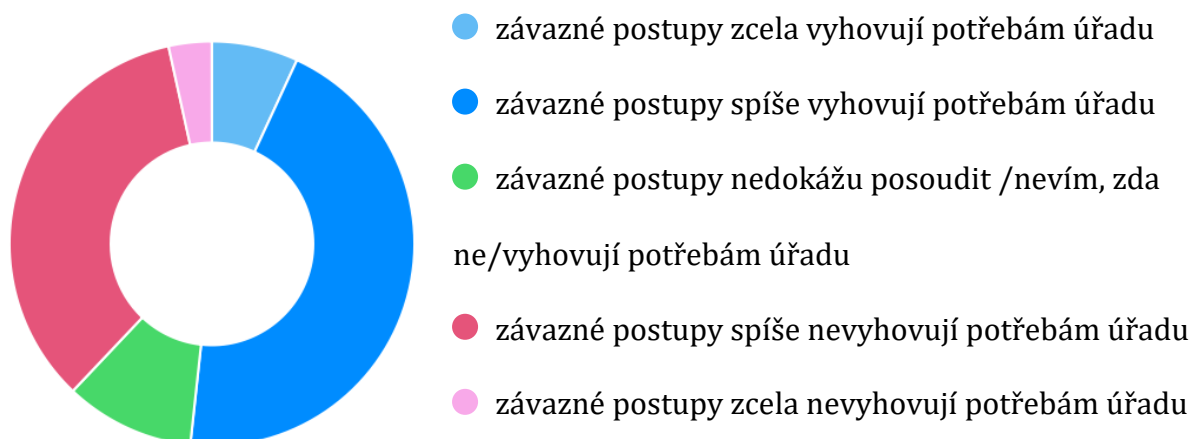 závazné postupy zcela vyhovují potřebám úřadu
závazné postupy spíše vyhovují potřebám úřadu
závazné postupy nedokážu posoudit /nevím, zda
ne/vyhovují potřebám úřadu
závazné postupy spíše nevyhovují potřebám úřadu
závazné postupy zcela nevyhovují potřebám úřadu